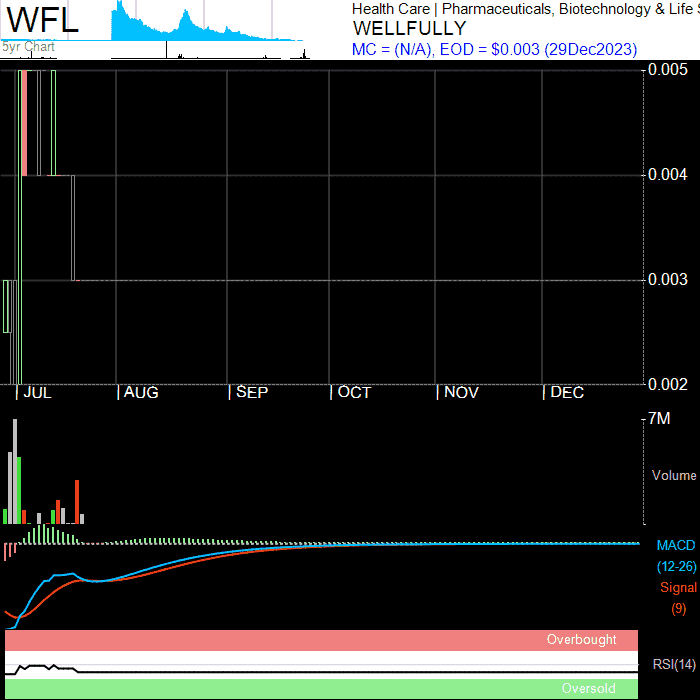 WFL
5yr Chart
Health Care | Pharmaceuticals, Biotechnology & Life S
WELLFULLY
MC = (N/A), EOD = $0.003 (29Dec2023)
0.005
0.004
0.003
0.002
JUL AUG SEP OCT NOV DEC
7M
Volume
MACD
(12-26)
Signal
(9)
Overbought
RSI(14)
Oversold